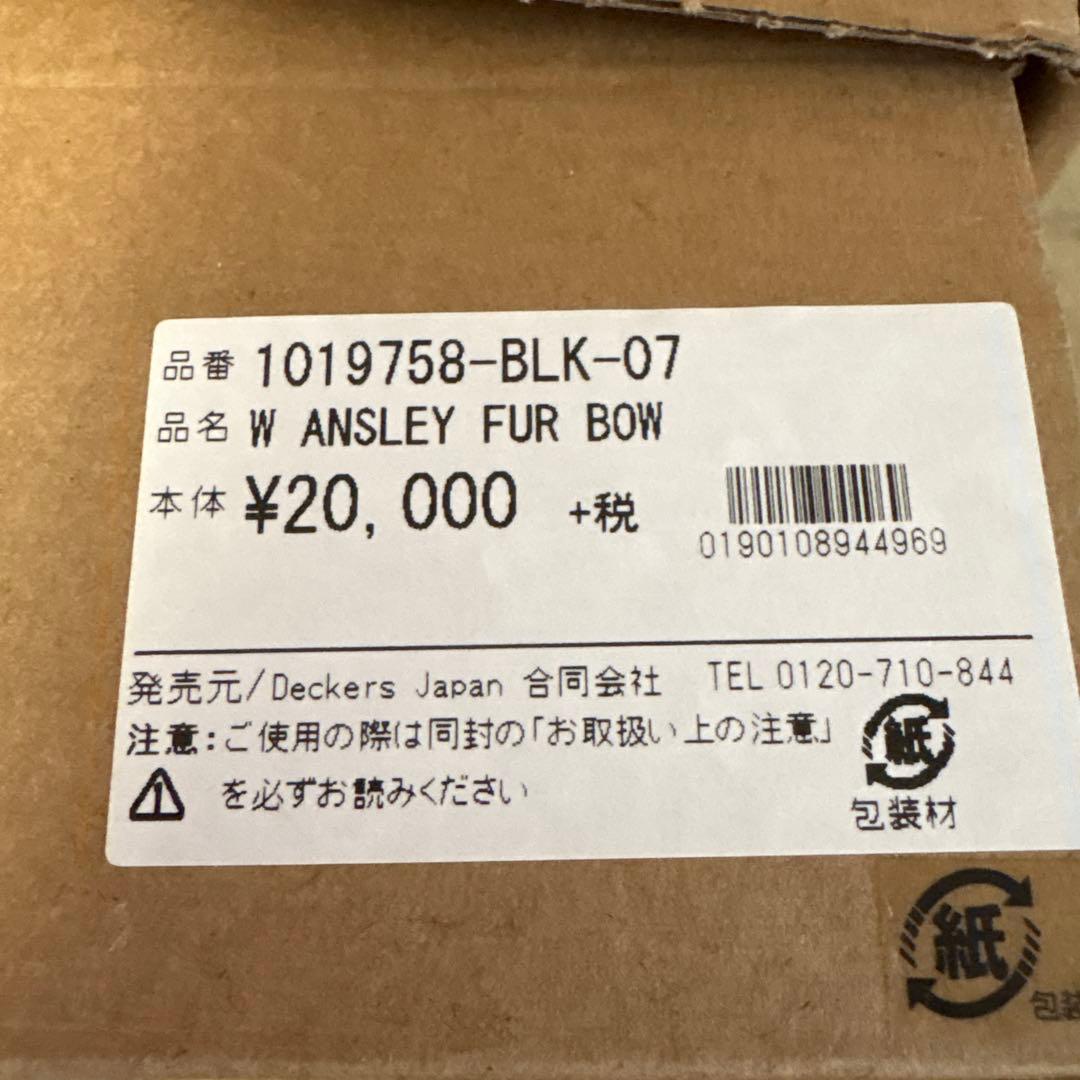 品番 1019758-BLK-07
品名 W ANSLEY FUR BOW
本体 ¥20,000 +税
0190108944969
発売元/Deckers Japan 合同会社 TEL 0120-710-844
注意:ご使用の際は同封の「お取扱い上の注意」
を必ずお読みください
紙
包装材
紙
包装